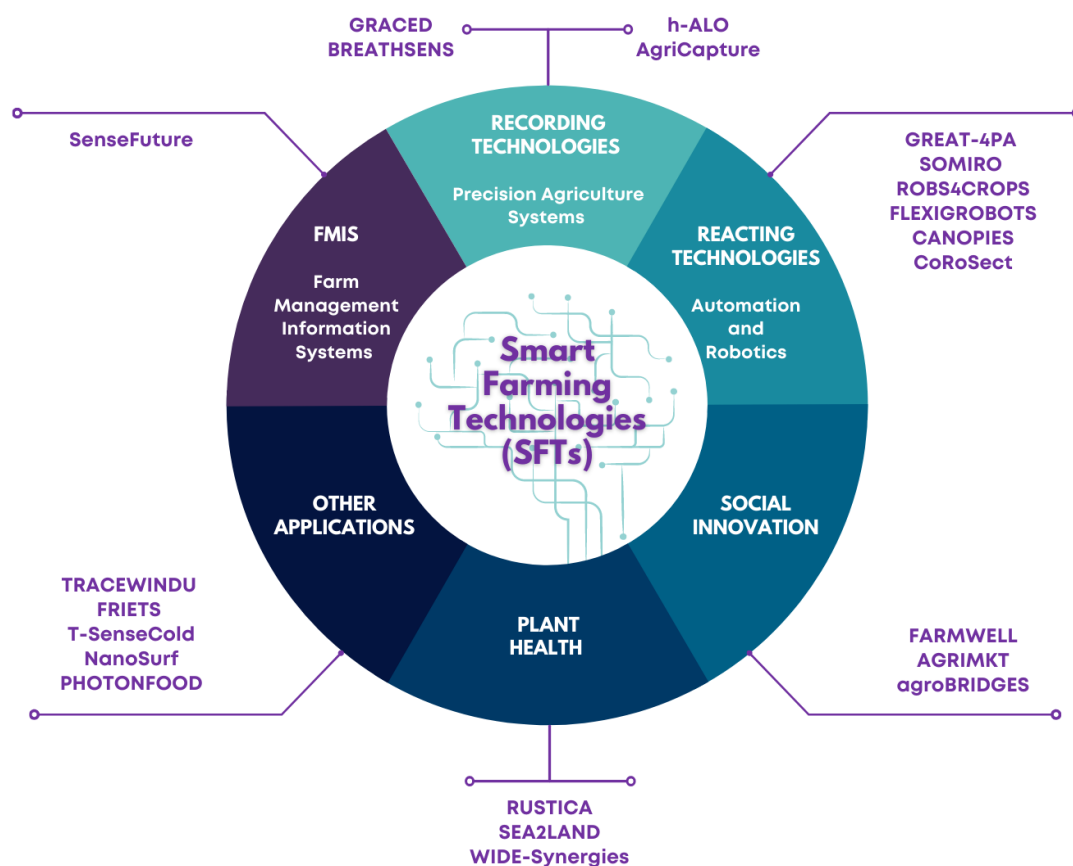 GRACED
BREATHSENS
h-ALO
AgriCapture
SenseFuture
GREAT-4PA
SOMIRO
ROBS4CROPS
FLEXIGROBOTS
CANOPIES
CoRoSect
RECORDING
TECHNOLOGIES
Precision Agriculture
Systems
FMIS
Farm
Management
Information
Systems
REACTING
TECHNOLOGIES
Automation
and
Robotics
Smart
Farming
Technologies
(SFTs)
OTHER
APPLICATIONS
SOCIAL
INNOVATION
PLANT
HEALTH
TRACEWINDU
FRIETS
T-SenseCold
NanoSurf
PHOTONFOOD
FARMWELL
AGRIMKT
agroBRIDGES
RUSTICA
SEA2LAND
WIDE-Synergies